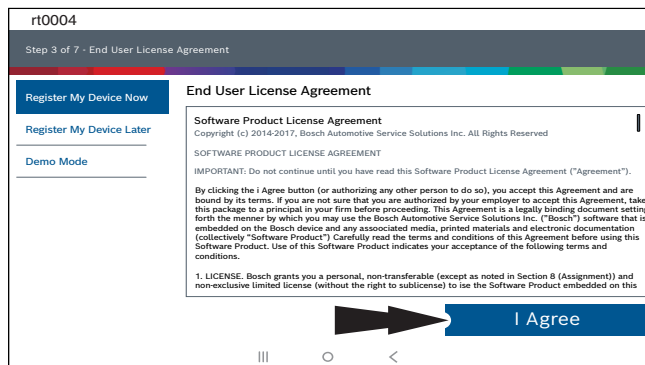 rt0004
Step 3 of 7 - End User License Agreement
Register My Device Now
Register My Device Later
Demo Mode
End User License Agreement
Software Product License Agreement
Copyright (c) 2014-2017, Bosch Automotive Service Solutions Inc. All Rights Reserved
SOFTWARE PRODUCT LICENSE AGREEMENT
IMPORTANT: Do not continue until you have read this Software Product License Agreement ("Agreement").
By clicking the i Agree button (or authorizing any other person to do so), you accept this Agreement and are
bound by its terms. If you are not sure that you are authorized by your employer to accept this Agreement, take
this package to a principal in your firm before proceeding. This Agreement is a legally binding document setting
forth the manner by which you may use the Bosch Automotive Service Solutions Inc. ("Bosch") software that is
embedded on the Bosch device and any assosciated media, printed materials and electronic documentation
(collectively "Software Product") Carefully read the terms and conditions of this Agreement before using this
Software Product. Use of this Software Product indicates your acceptance of the following terms and
conditions.
1. LICENSE. Bosch grants you a personal, non-transferable (except as noted in Section 8 (Assignment)) and
non-exclusive limited license (without the right to sublicense) to ise the Software Product embedded on this
I Agree